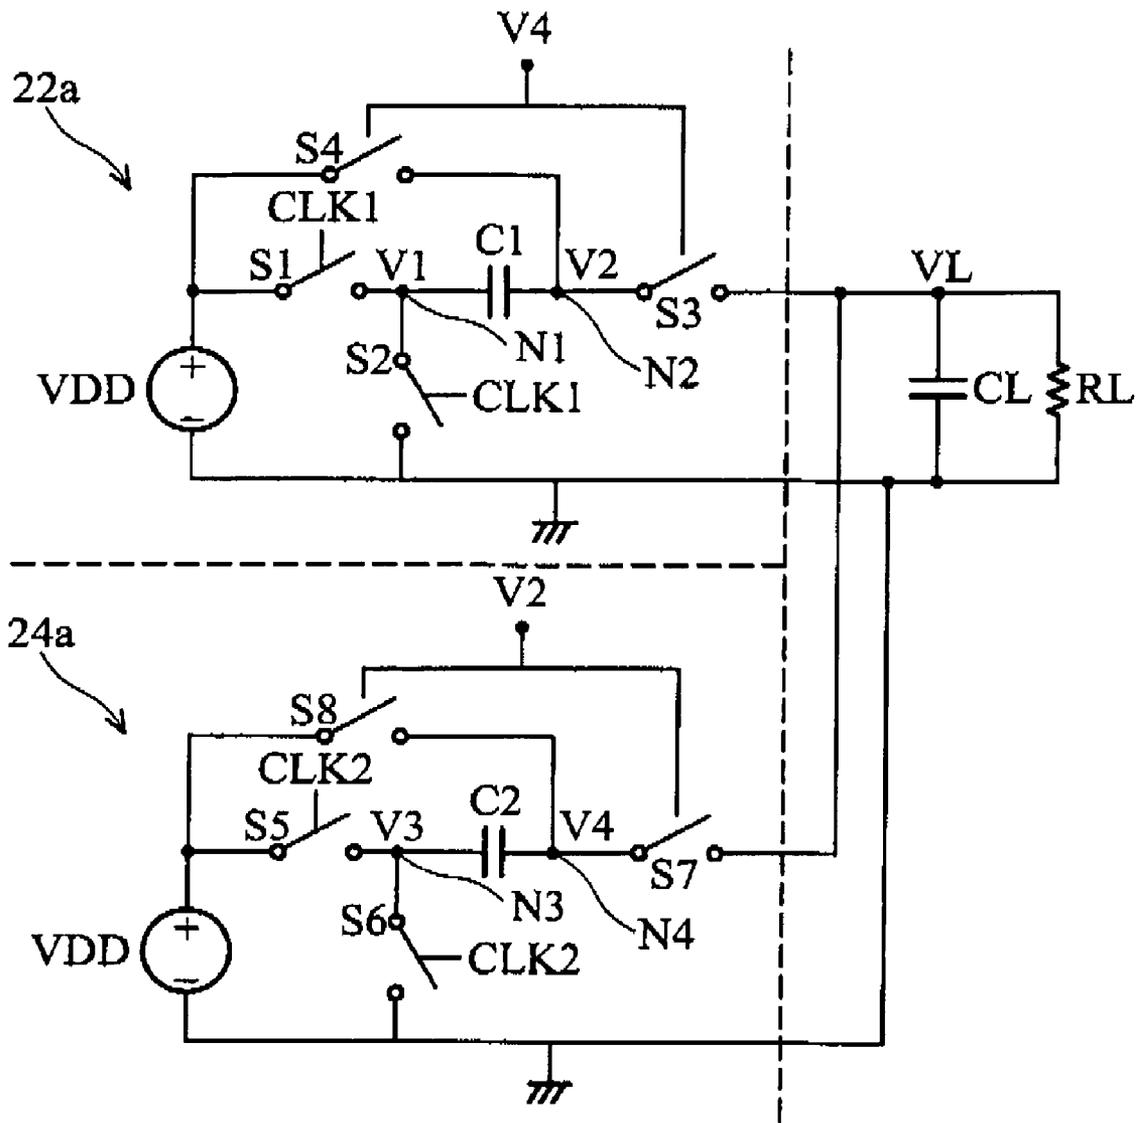 V4
22a
S4
CLK1
S1
V1
C1
V2
S3
VL
N1
N2
S2
CLK1
VDD
CL
RL
V2
24a
S8
CLK2
S5
V3
C2
V4
S7
N3
N4
S6
CLK2
VDD